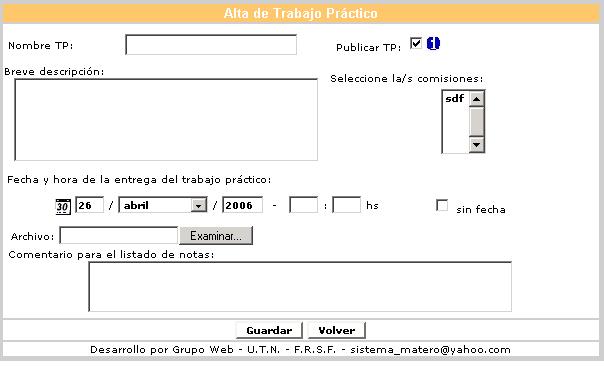 Alta de Trabajo Práctico
Nombre TP: Publicar TP: i
Breve descripción: Seleccione la/s comisiones:
sdf
Fecha y hora de la entrega del trabajo práctico:
30 26 / abril / 2006 - : hs sin fecha
Archivo: Examinar...
Comentario para el listado de notas:
Guardar Volver
Desarrollo por Grupo Web - U.T.N. - F.R.S.F. - sistema_matero@yahoo.com